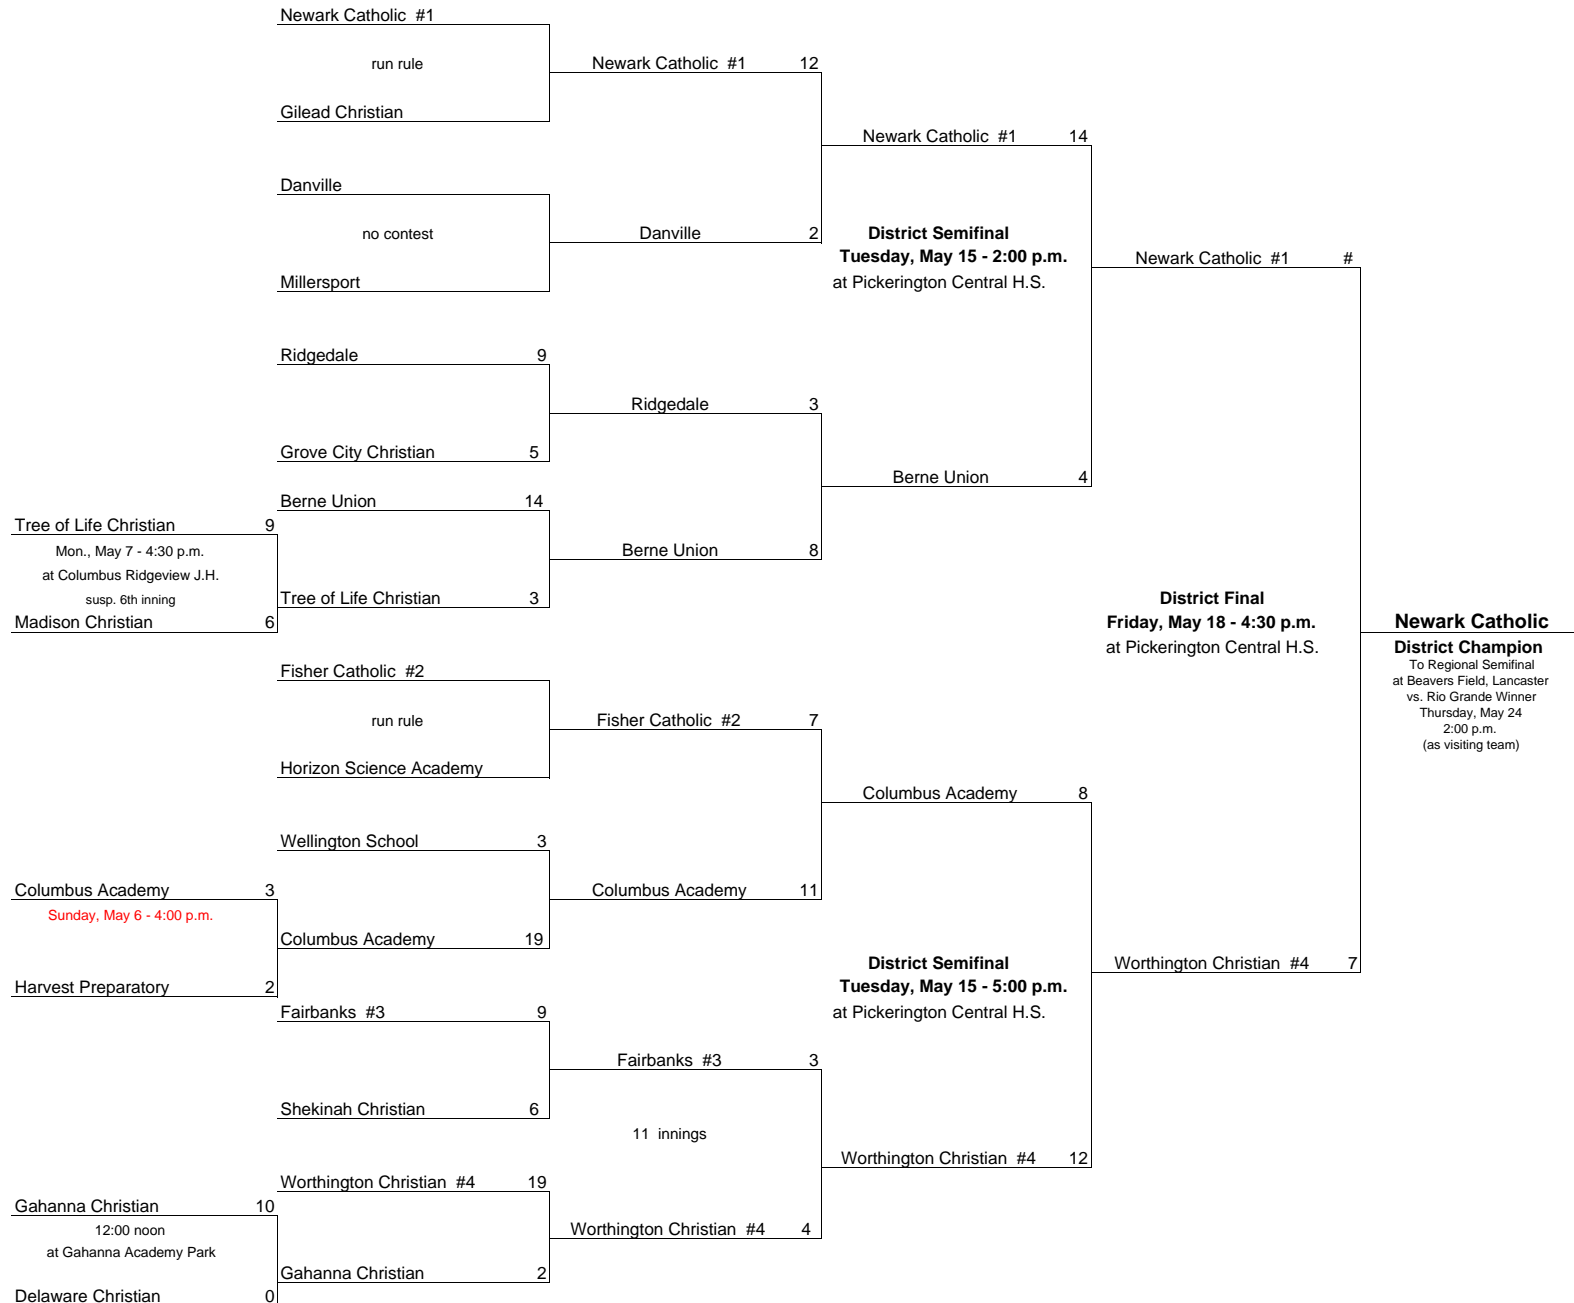 Newark Catholic #1
run rule
Newark Catholic #1 12
Gilead Christian
Newark Catholic #1 14
Danville
no contest
Danville 2
District Semifinal
Tuesday, May 15 - 2:00 p.m.
at Pickerington Central H.S.
Newark Catholic #1 #
Millersport
Ridgedale 9
Ridgedale 3
Grove City Christian 5
Berne Union 4
Berne Union 14
Tree of Life Christian 9
Mon., May 7 - 4:30 p.m.
at Columbus Ridgeview J.H.
susp. 6th inning
Madison Christian 6
Berne Union 8
Tree of Life Christian 3
District Final
Friday, May 18 - 4:30 p.m.
at Pickerington Central H.S.
Newark Catholic
District Champion
To Regional Semifinal
at Beavers Field, Lancaster
vs. Rio Grande Winner
Thursday, May 24
2:00 p.m.
(as visiting team)
Fisher Catholic #2
run rule
Fisher Catholic #2 7
Horizon Science Academy
Columbus Academy 8
Wellington School 3
Columbus Academy 3
Sunday, May 6 - 4:00 p.m.
Harvest Preparatory 2
Columbus Academy 11
Columbus Academy 19
District Semifinal
Tuesday, May 15 - 5:00 p.m.
at Pickerington Central H.S.
Worthington Christian #4 7
Fairbanks #3 9
Fairbanks #3 3
Shekinah Christian 6
11 innings
Worthington Christian #4 12
Worthington Christian #4 19
Gahanna Christian 10
12:00 noon
at Gahanna Academy Park
Worthington Christian #4 4
Gahanna Christian 2
Delaware Christian 0